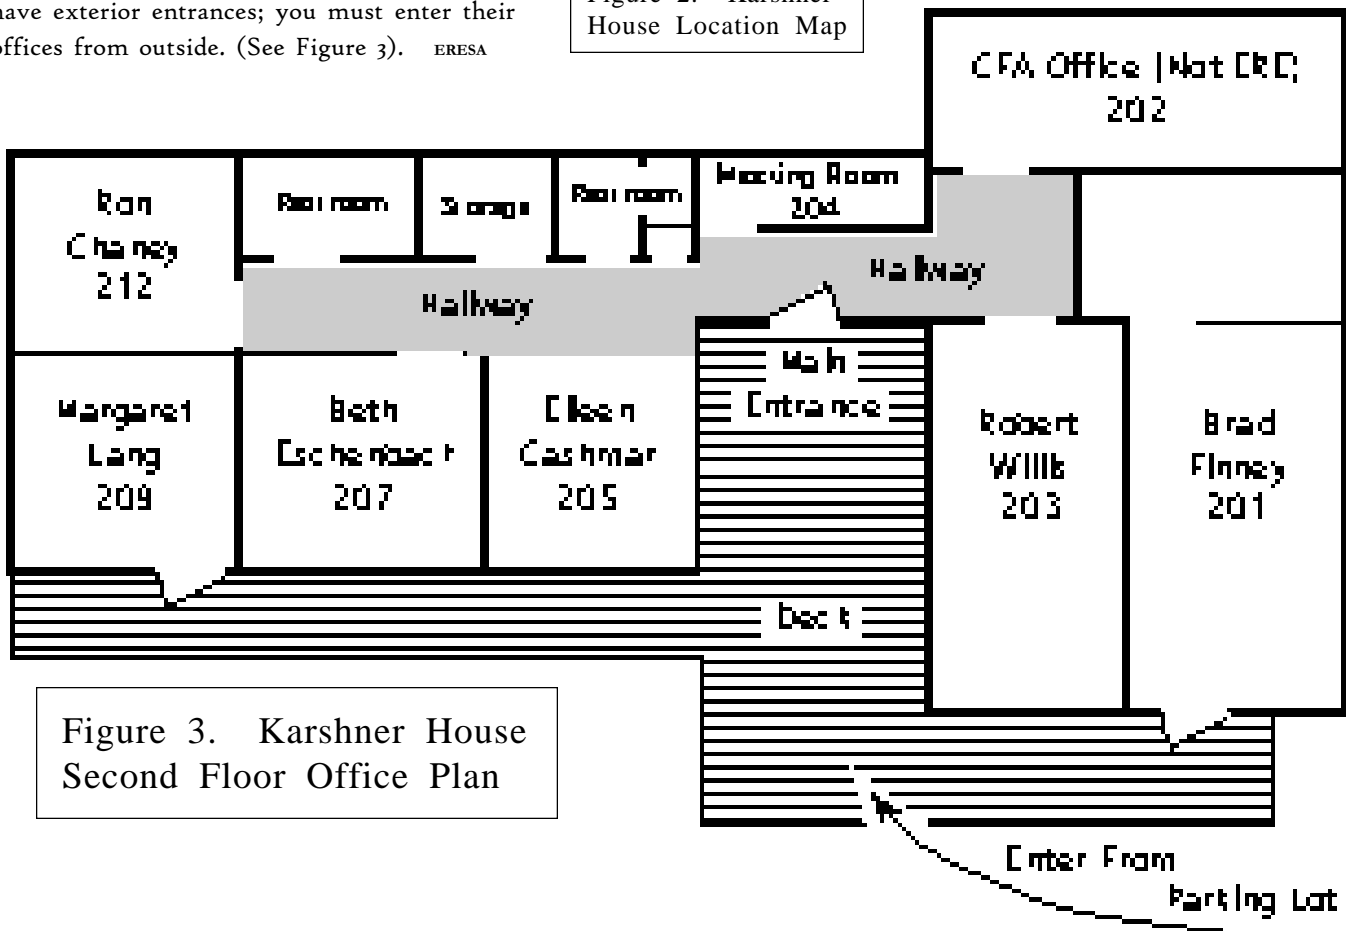 have exterior entrances; you must enter their
offices from outside. (See Figure 3). ERESA
Figure 2. Karshner
House Location Map
CFA Office (Not ERE)
202
Ron
Chaney
212
Restroom
Storage
Restroom
Meeting Room
204
Hallway
Hallway
Main
Entrance
Margaret
Lang
209
Beth
Eschenbach
207
Eileen
Cashman
205
Robert
Willis
203
Brad
Finney
201
Deck
Figure 3. Karshner House
Second Floor Office Plan
Enter From
Parking Lot